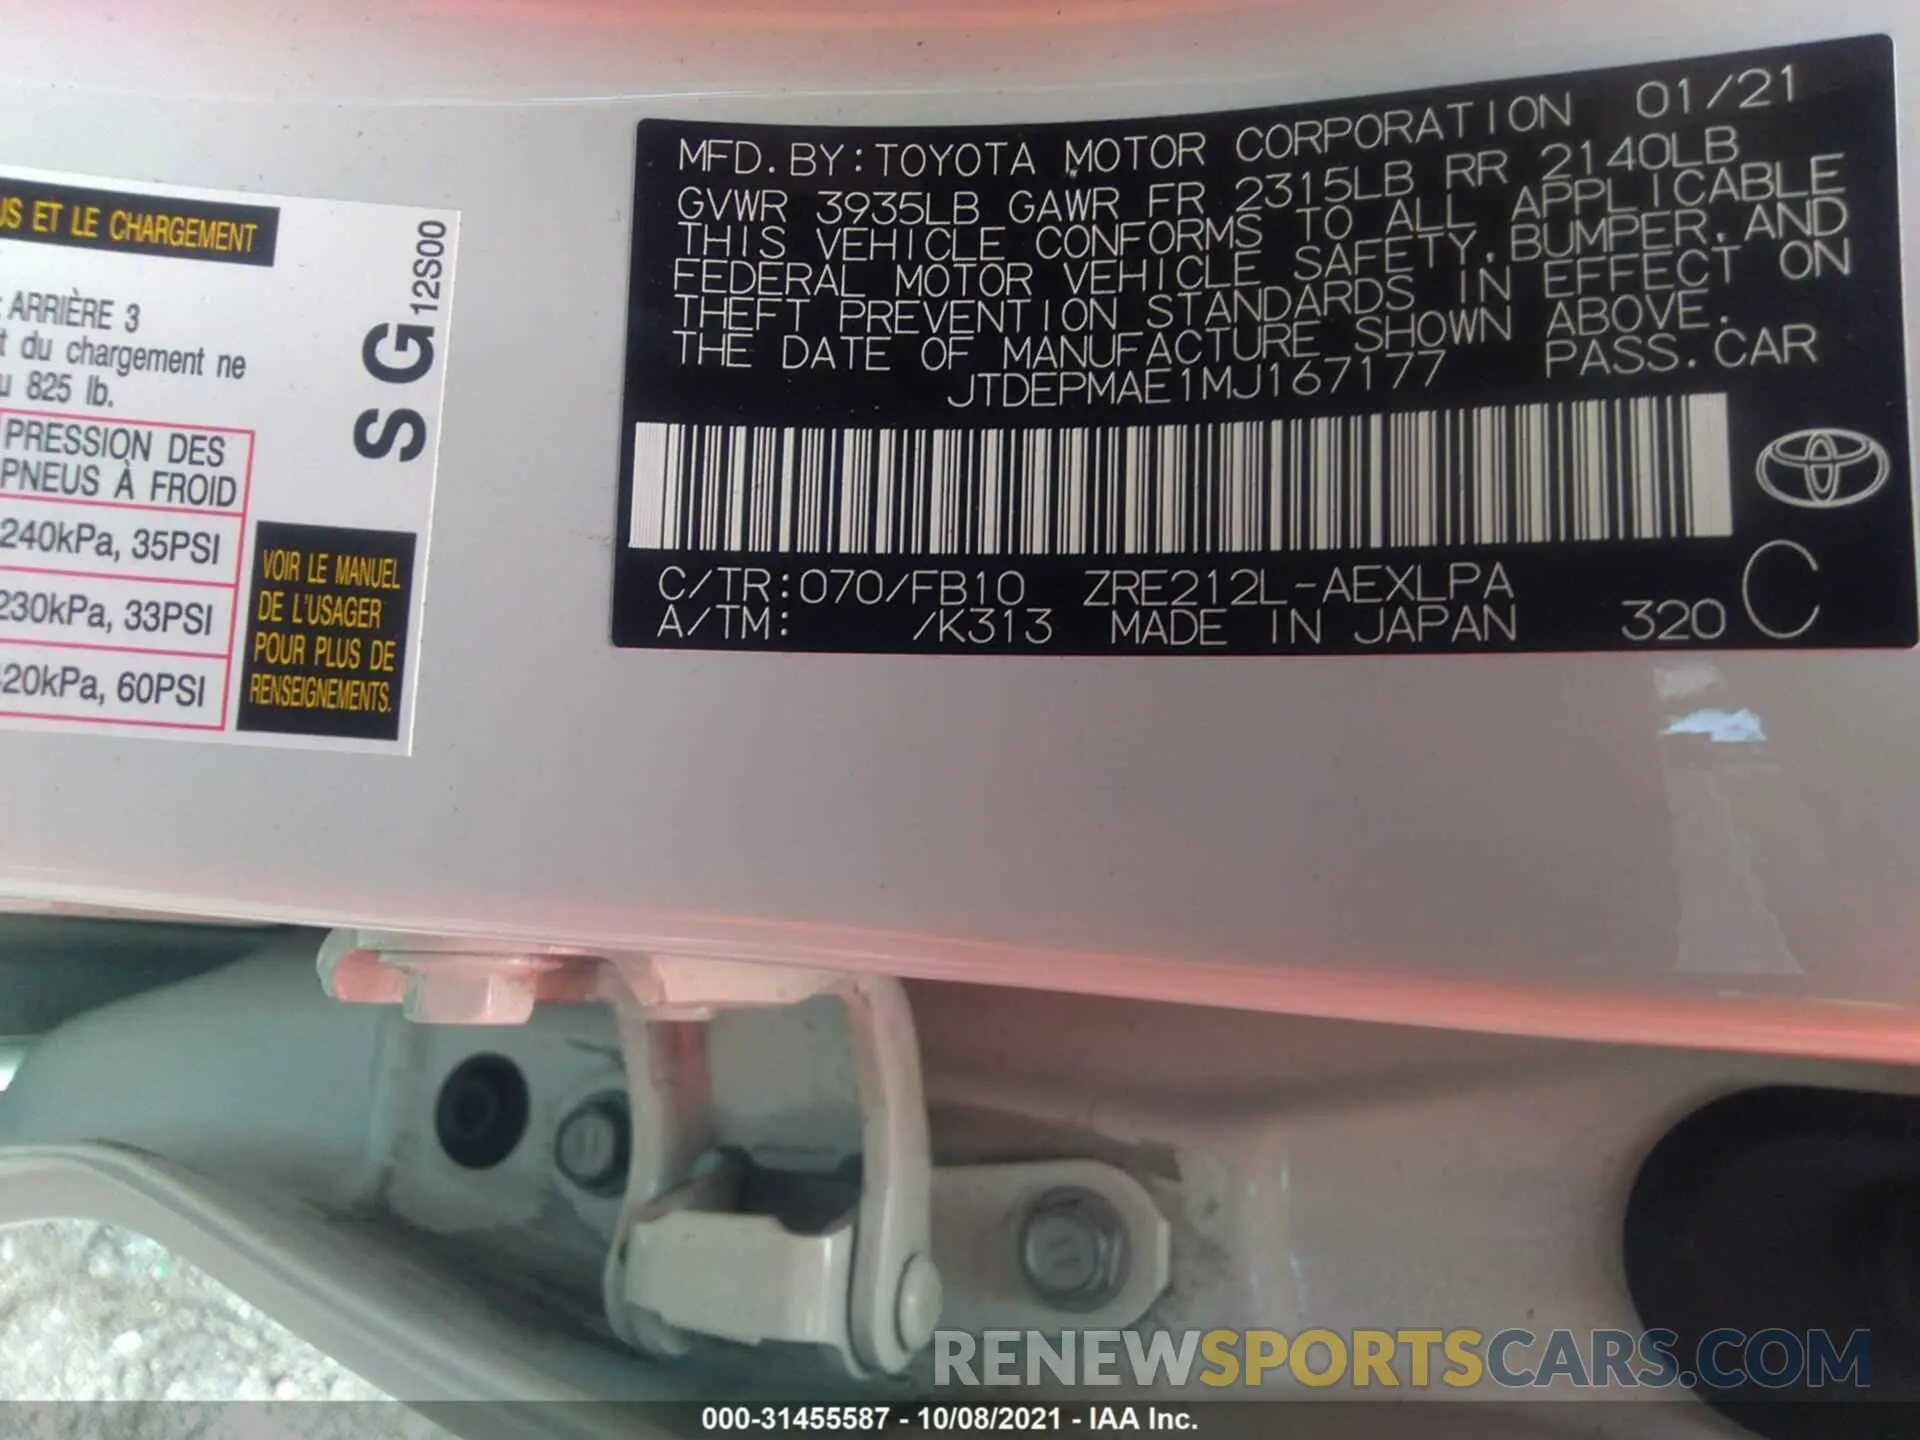 US ET LE CHARGEMENT
ARRIÈRE 3
t du chargement ne
u 825 lb.
PRESSION DES
PNEUS À FROID
240kPa, 35PSI
230kPa, 33PSI
20kPa, 60PSI
SG 12S00
VOIR LE MANUEL
DE L'USAGER
POUR PLUS DE
RENSEIGNEMENTS.
MFD. BY: TOYOTA MOTOR CORPORATION 01/21
GVWR 3935LB GAWR FR 2315LB RR 2140LB
THIS VEHICLE CONFORMS TO ALL APPLICABLE
FEDERAL MOTOR VEHICLE SAFETY, BUMPER, AND
THEFT PREVENTION STANDARDS IN EFFECT ON
THE DATE OF MANUFACTURE SHOWN ABOVE.
JTDEPMAE1MJ167177 PASS. CAR
C/TR: 070/FB10 ZRE212L-AEXLPA
A/TM: /K313 MADE IN JAPAN 320 C
RENEWSPORTSCARS.COM
000-31455587 - 10/08/2021 - IAA Inc.